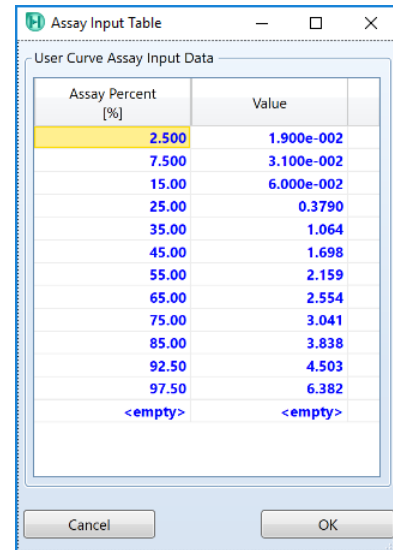 Assay Input Table
User Curve Assay Input Data
Assay Percent Value
[%]
2.500 1.900e-002
7.500 3.100e-002
15.00 6.000e-002
25.00 0.3790
35.00 1.064
45.00 1.698
55.00 2.159
65.00 2.554
75.00 3.041
85.00 3.838
92.50 4.503
97.50 6.382
<empty> <empty>
Cancel OK